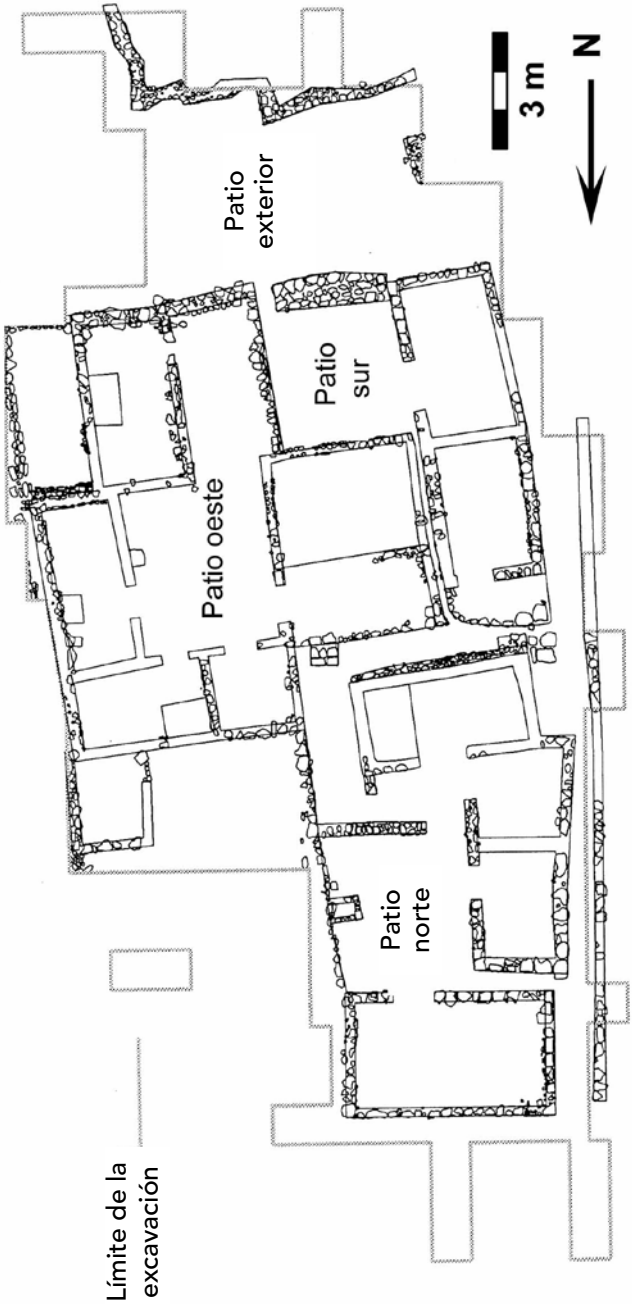 Límite de la
excavación
Patio
norte
Patio oeste
Patio
sur
Patio
exterior
3 m
N